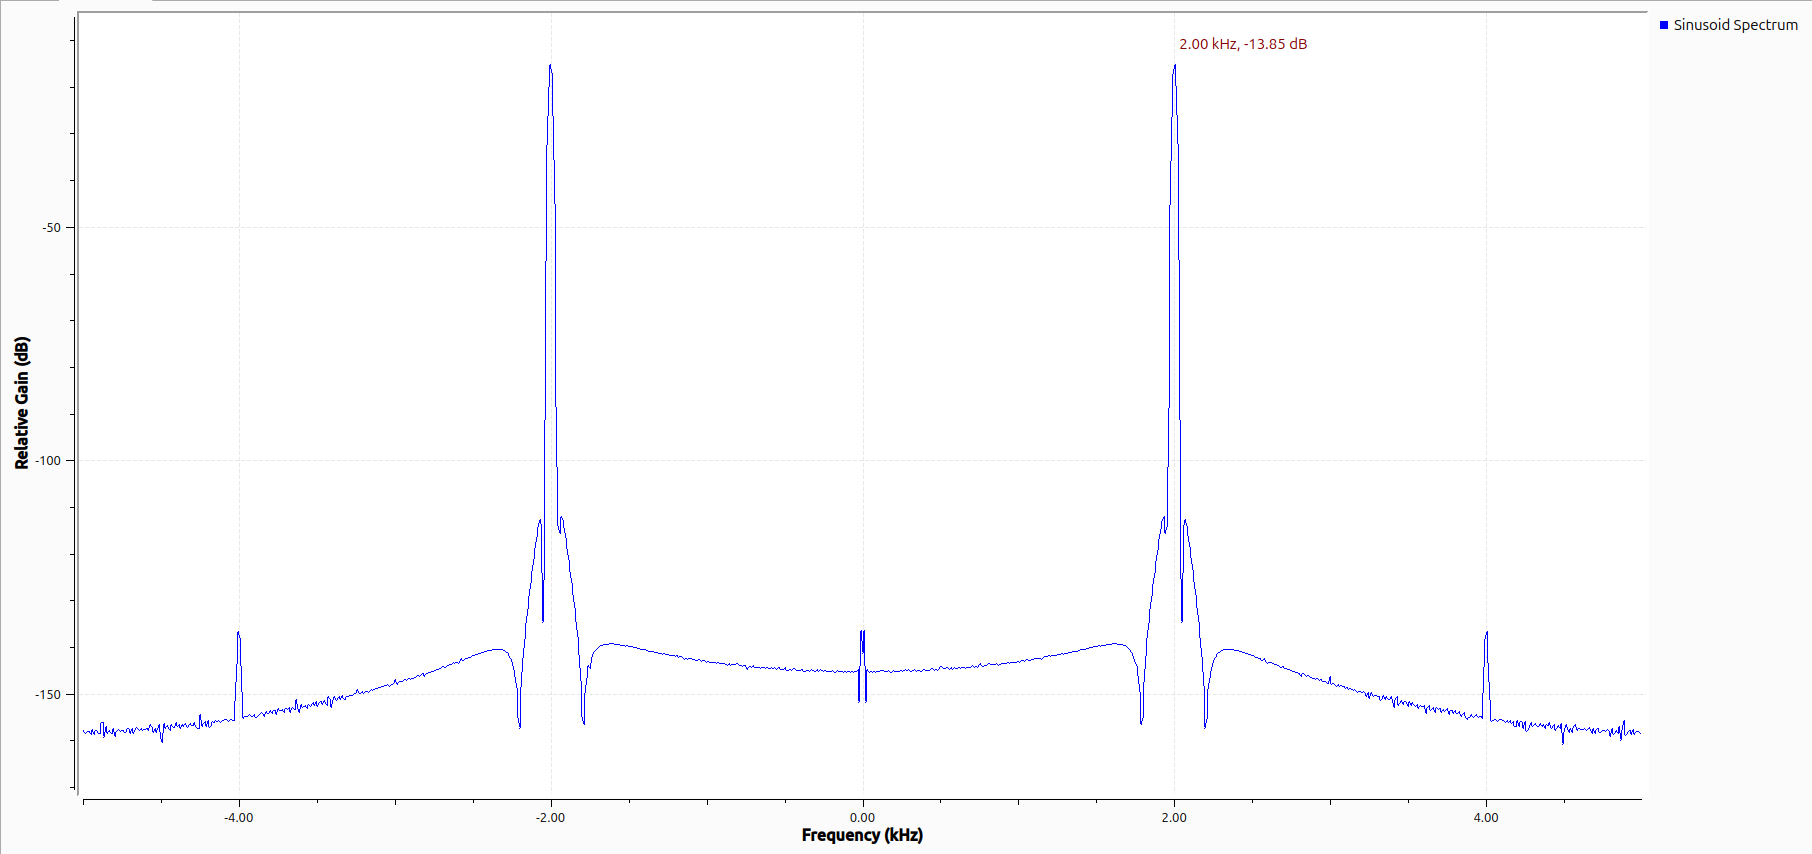 Sinusoid Spectrum
2.00 kHz, -13.85 dB
-50
-100
-150
Relative Gain (dB)
-4.00 -2.00 0.00 2.00 4.00
Frequency (kHz)